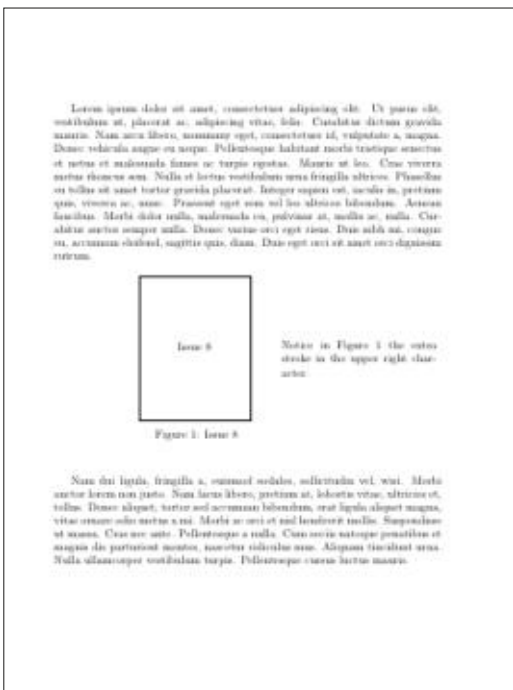 Lorem ipsum dolor sit amet, consectetuer adipiscing elit. Ut purus elit,
vestibulum ut, placerat ac, adipiscing vitae, felis. Curabitur dictum gravida
mauris. Nam arcu libero, nonummy eget, consectetuer id, vulputate a, magna.
Donec vehicula augue eu neque. Pellentesque habitant morbi tristique senectus
et netus et malesuada fames ac turpis egestas. Mauris ut leo. Cras viverra
metus rhoncus sem. Nulla et lectus vestibulum urna fringilla ultrices. Phasellus
eu tellus sit amet tortor gravida placerat. Integer sapien est, iaculis in, pretium
quis, viverra ac, nunc. Praesent eget sem vel leo ultrices bibendum. Aenean
faucibus. Morbi dolor nulla, malesuada eu, pulvinar at, mollis ac, nulla. Cur-
abitur auctor semper nulla. Donec varius orci eget risus. Duis nibh mi, congue
eu, accumsan eleifend, sagittis quis, diam. Duis eget orci sit amet orci dignissim
rutrum.
Issue 8
Figure 1: Issue 8
Notice in Figure 1 the extra
stroke in the upper right char-
acter
Nam dui ligula, fringilla a, euismod sodales, sollicitudin vel, wisi. Morbi
auctor lorem non justo. Nam lacus libero, pretium at, lobortis vitae, ultricies et,
tellus. Donec aliquet, tortor sed accumsan bibendum, erat ligula aliquet magna,
vitae ornare odio metus a mi. Morbi ac orci et nisl hendrerit mollis. Suspendisse
ut massa. Cras nec ante. Pellentesque a nulla. Cum sociis natoque penatibus et
magnis dis parturient montes, nascetur ridiculus mus. Aliquam tincidunt urna.
Nulla ullamcorper vestibulum turpis. Pellentesque cursus luctus mauris.